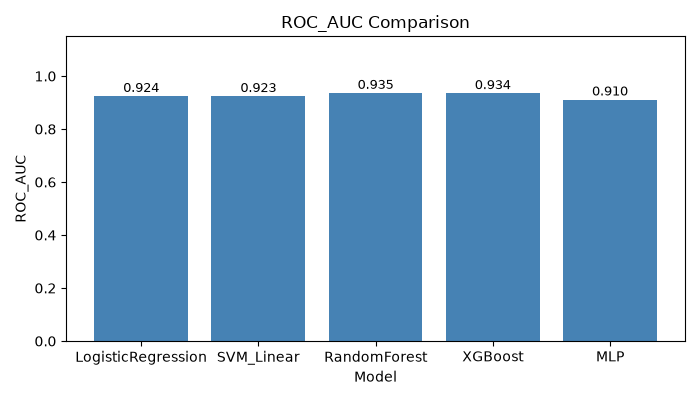 ROC_AUC Comparison
ROC_AUC
1.0
0.8
0.6
0.4
0.2
0.0
0.924 0.923 0.935 0.934 0.910
LogisticRegression SVM_Linear RandomForest XGBoost MLP
Model